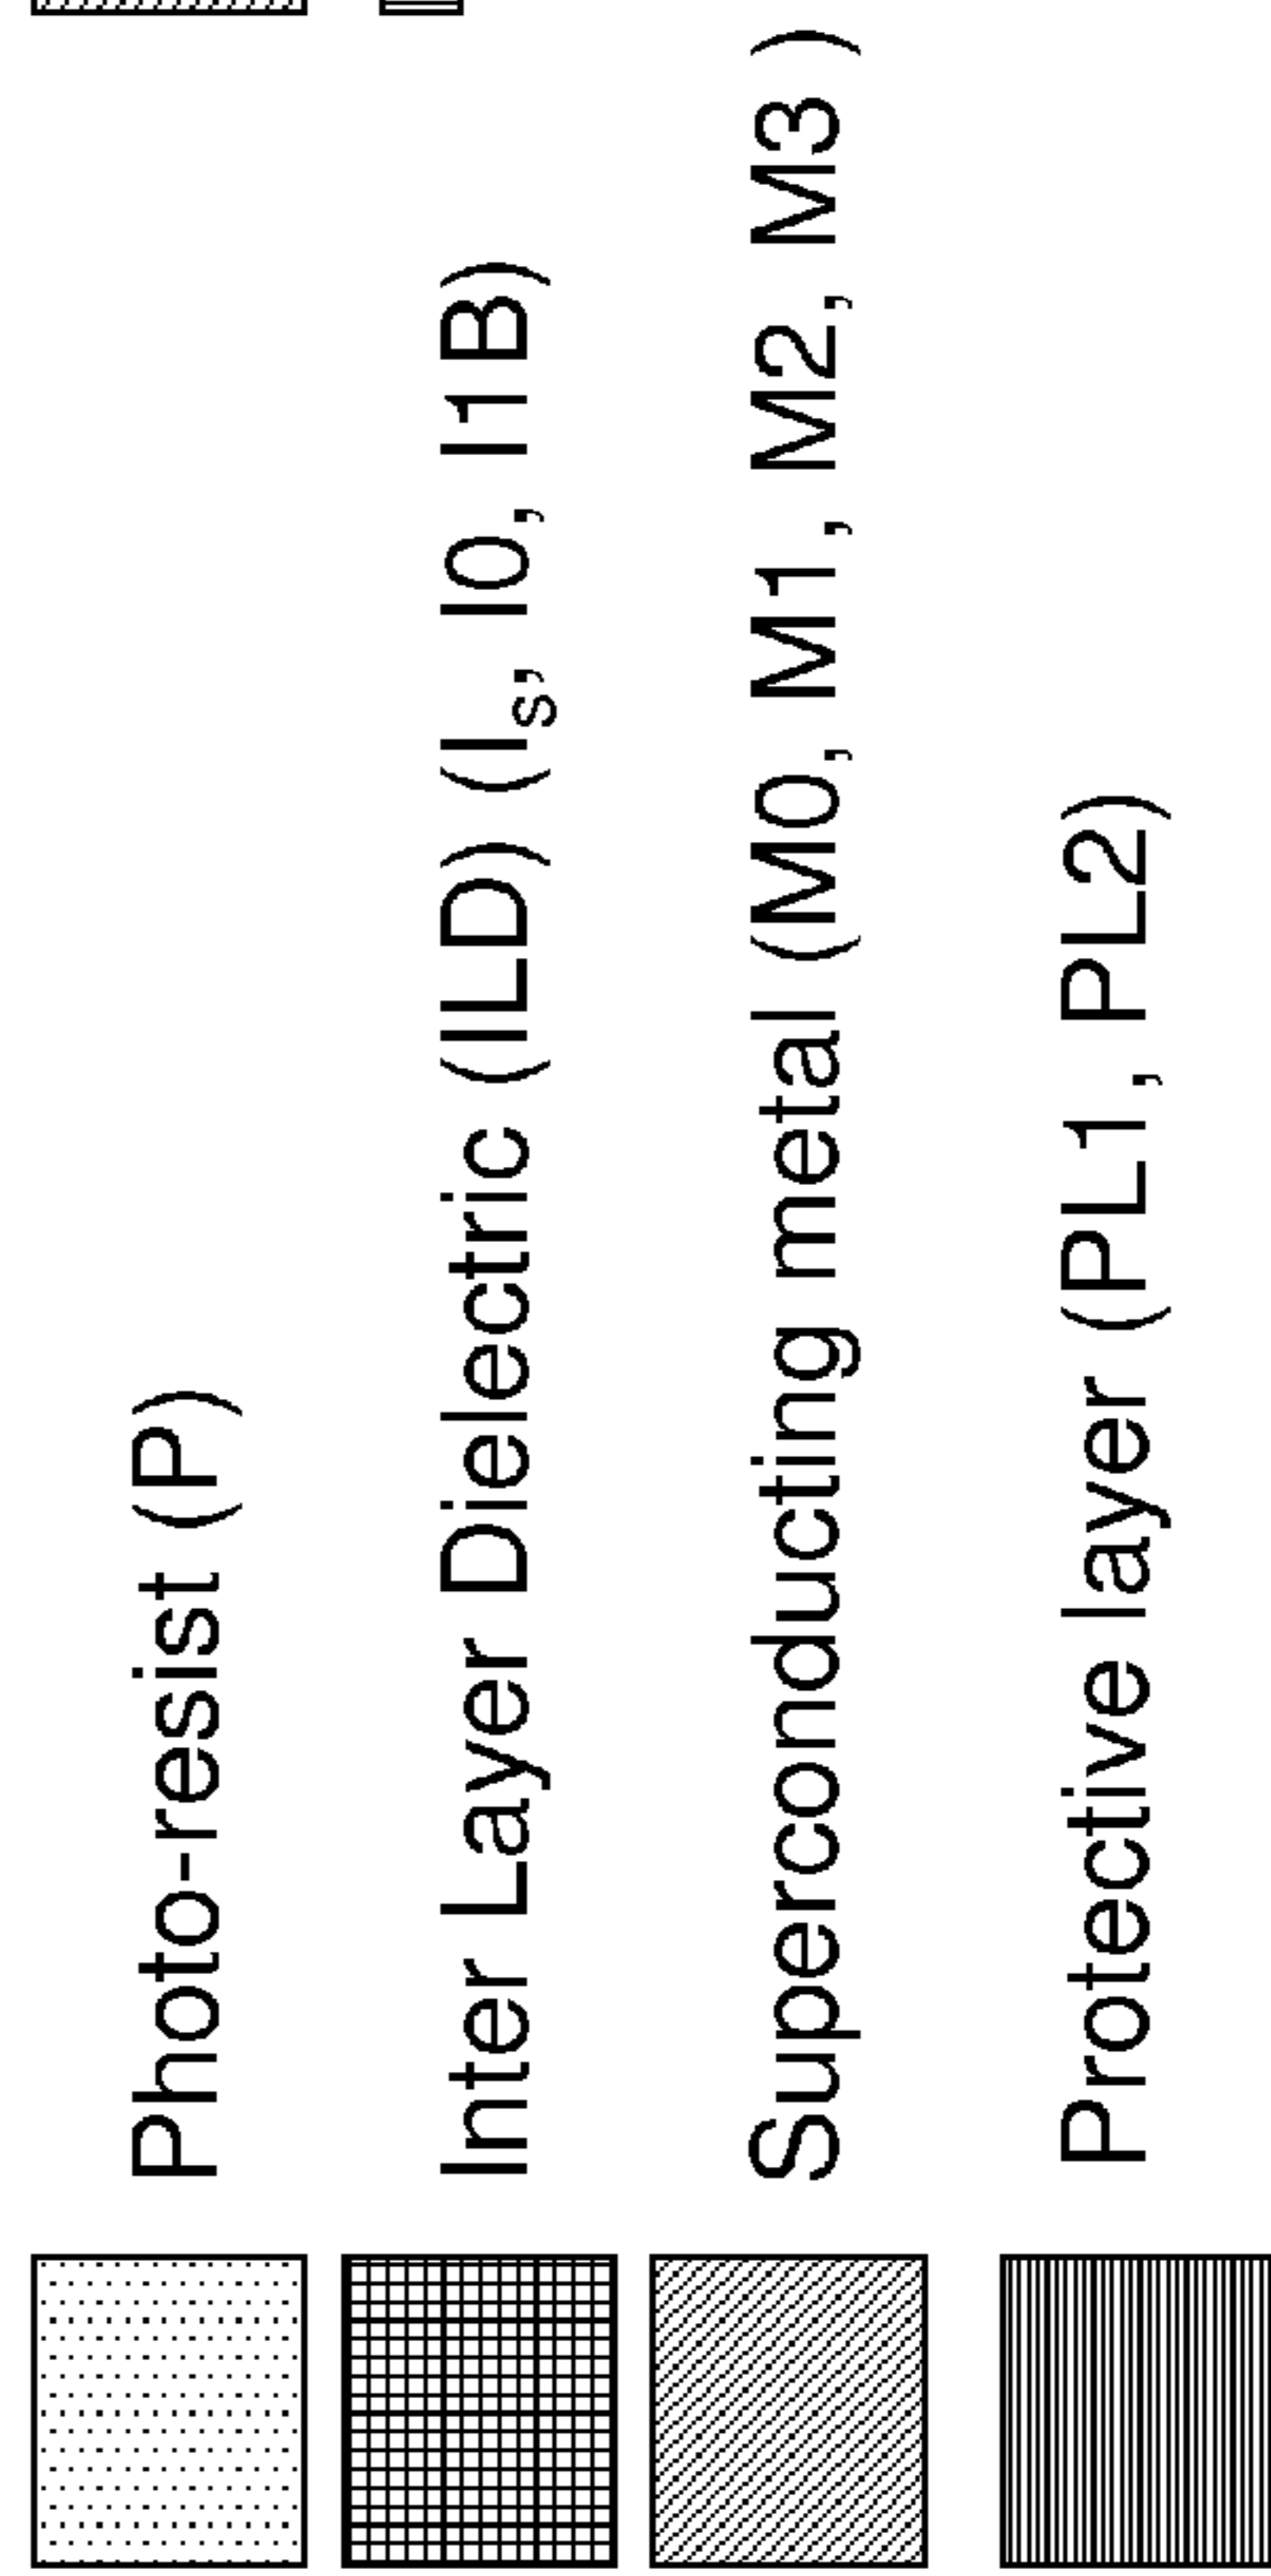 Photo-resist (P)
Inter Layer Dielectric (ILD) (Is, I0, I1B)
Superconducting metal (M0, M1, M2, M3 )
Protective layer (PL1, PL2)